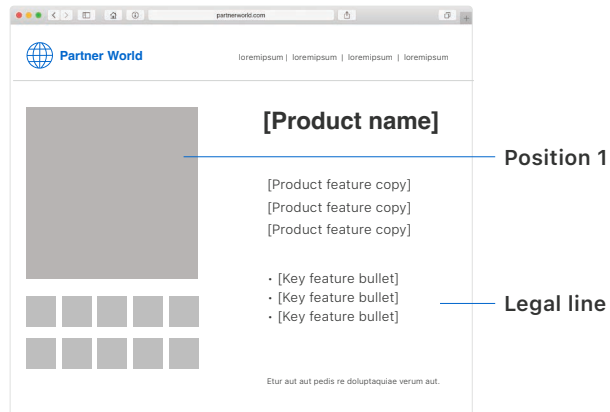 partnerworld.com
Partner World
loremipsum | loremipsum | loremipsum | loremipsum
[Product name]
Position 1
[Product feature copy]
[Product feature copy]
[Product feature copy]
• [Key feature bullet]
• [Key feature bullet]
• [Key feature bullet]
Legal line
Etur aut aut pedis re doluptaquiae verum aut.